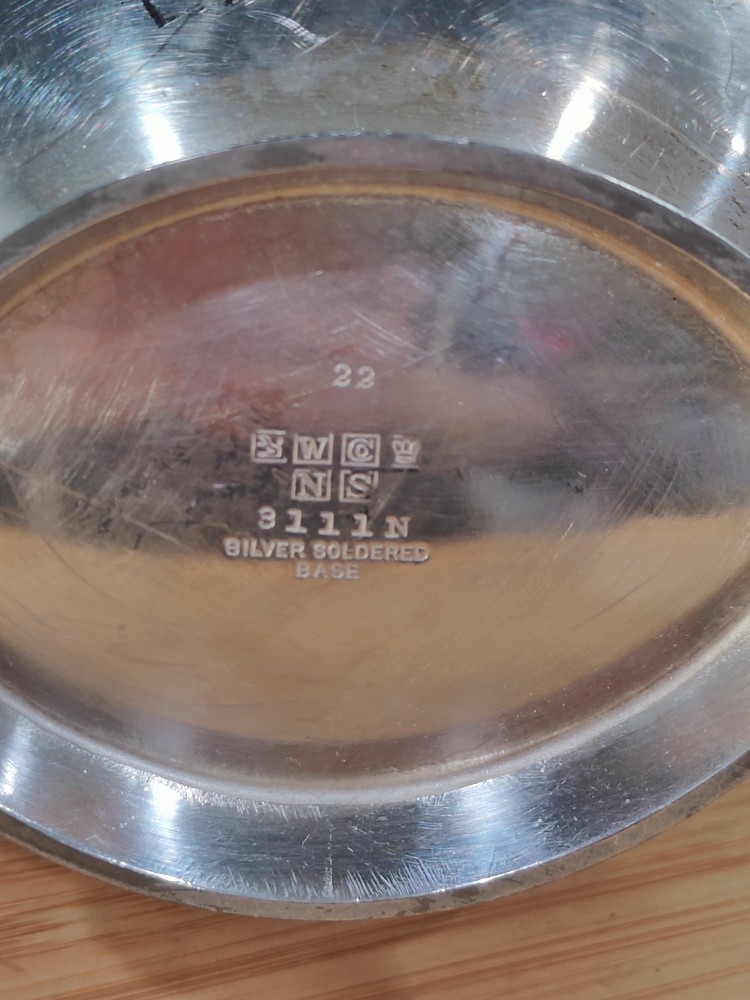 22
W C
N S
3111N
SILVER SOLDERED
BASE